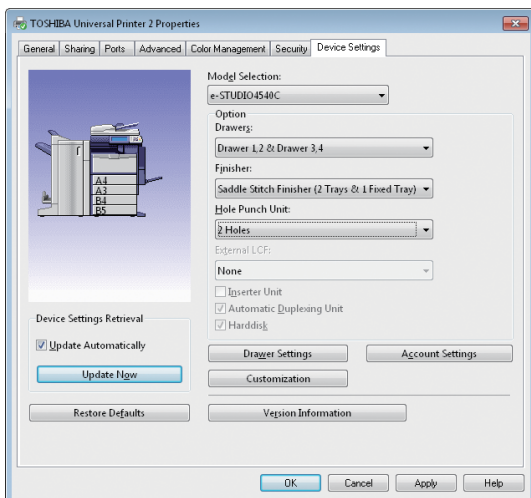 TOSHIBA Universal Printer 2 Properties
General Sharing Ports Advanced Color Management Security Device Settings
Model Selection:
e-STUDIO4540C
Option
Drawers:
Drawer 1,2 & Drawer 3,4
Finisher:
Saddle Stitch Finisher (2 Trays & 1 Fixed Tray)
Hole Punch Unit:
2 Holes
External LCF:
None
Inserter Unit
Automatic Duplexing Unit
Harddisk
A4
A3
B4
B5
Device Settings Retrieval
Update Automatically
Update Now
Drawer Settings Account Settings
Customization
Restore Defaults Version Information
OK Cancel Apply Help